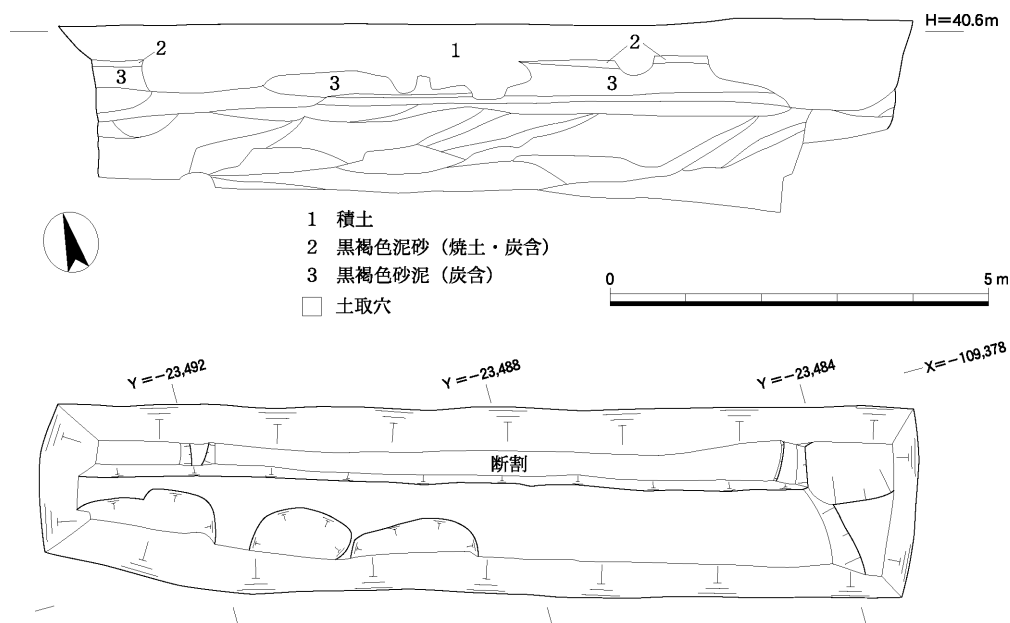 H=40.6m
2
1
2
3
3
3
1 積土
2 黒褐色泥砂（焼土・炭含）
3 黒褐色砂泥（炭含）
土取穴
0 5m
Y=-23,492
Y=-23,488
Y=-23,484
X=-109,378
断割